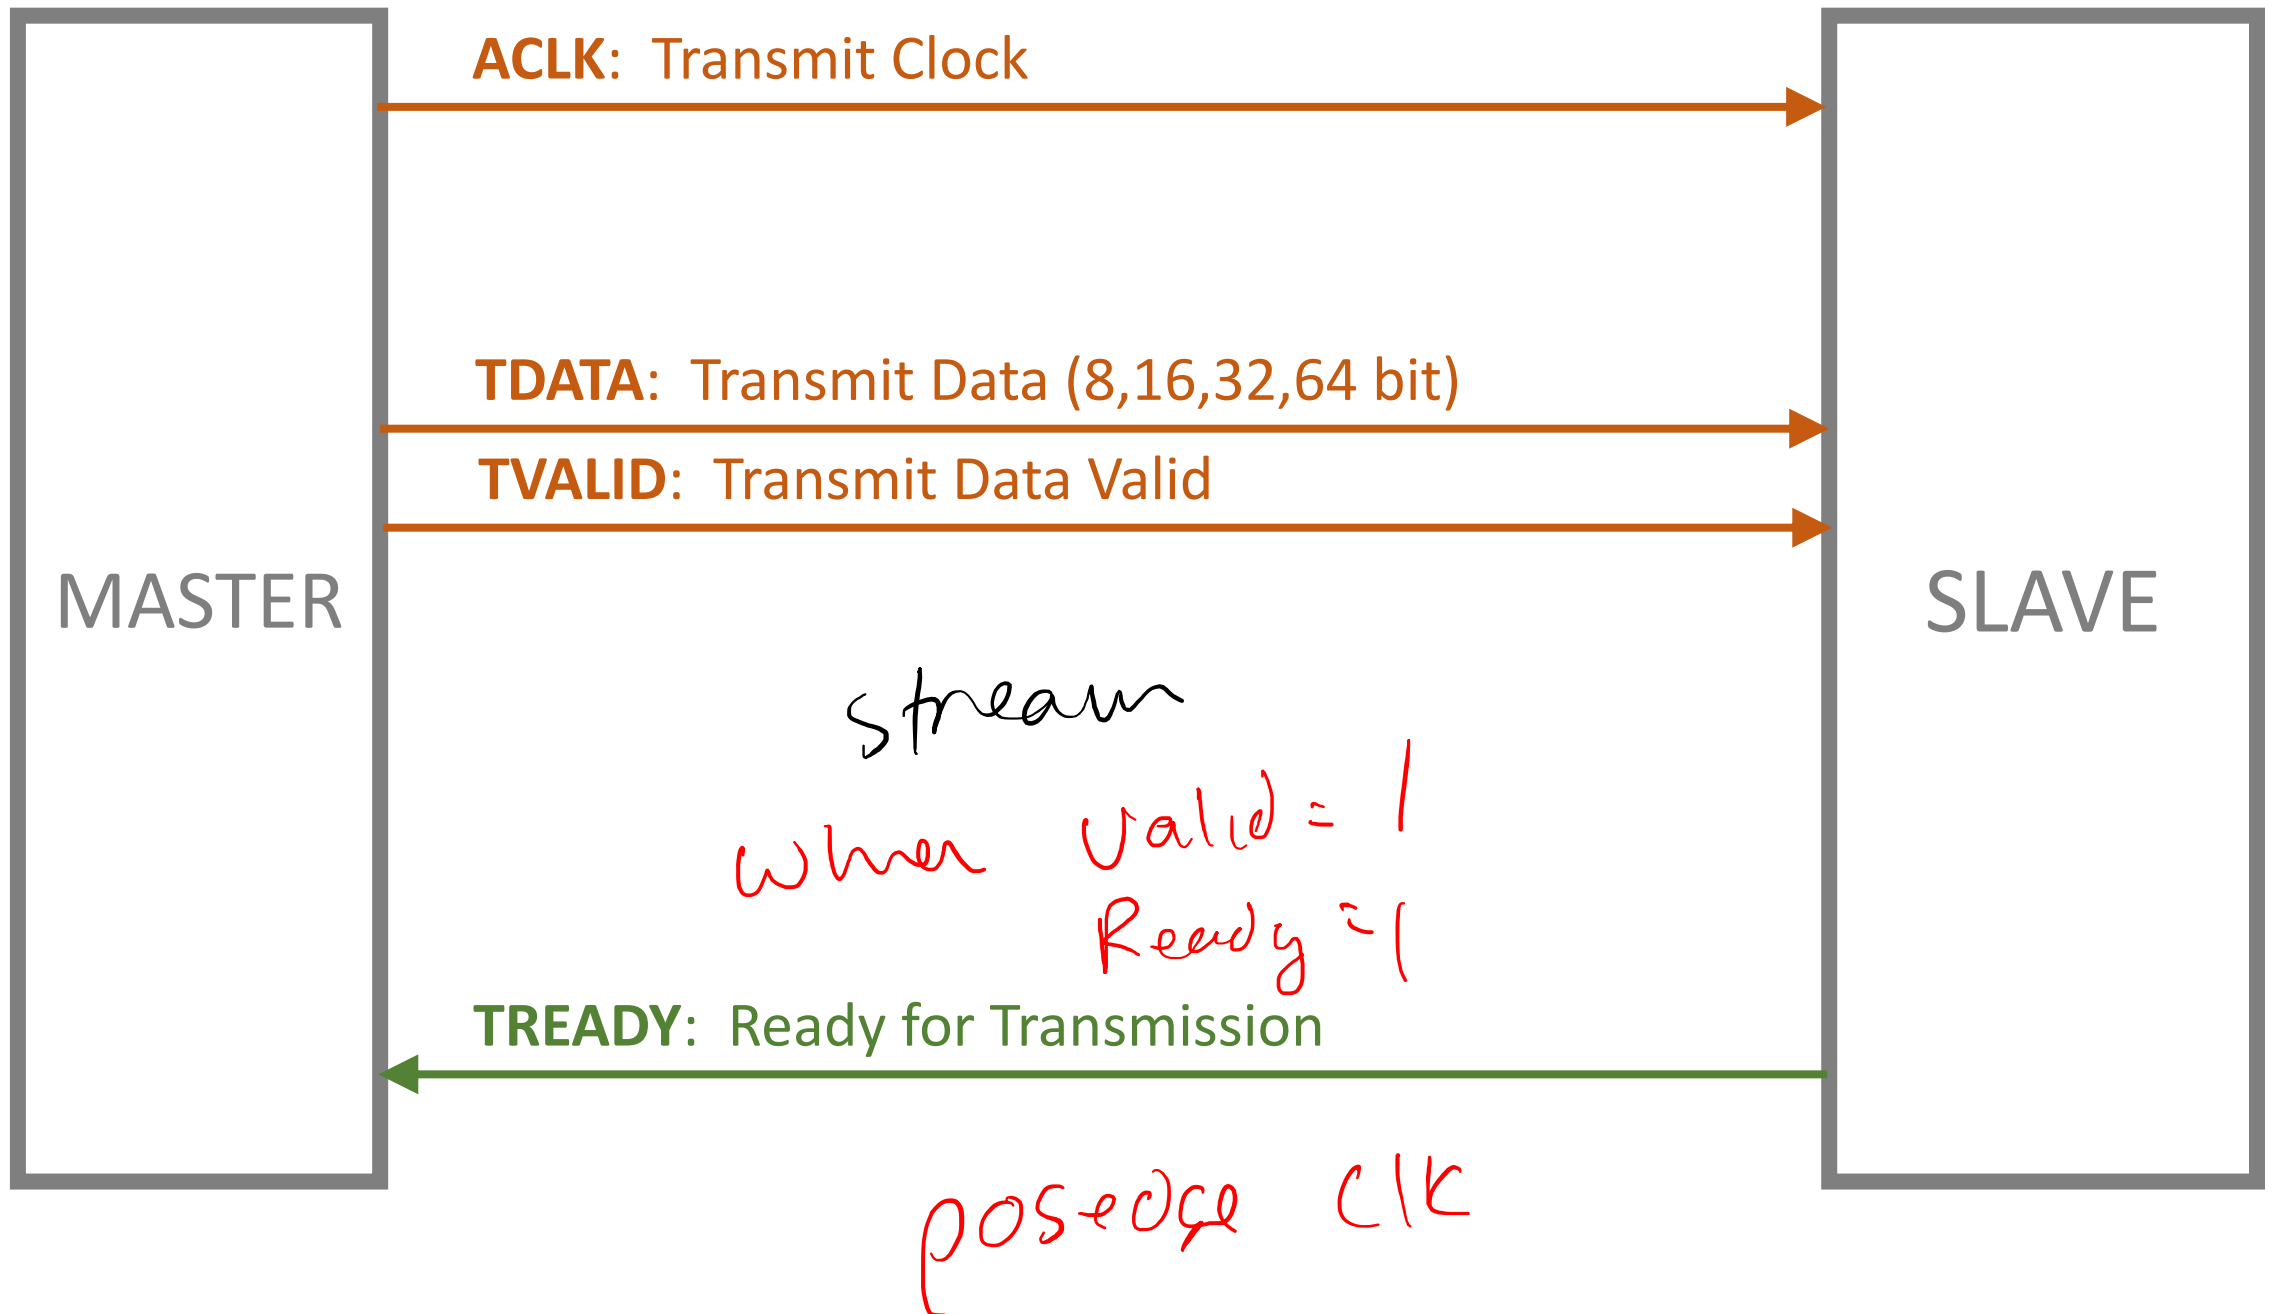 ACLK: Transmit Clock
TDATA: Transmit Data (8,16,32,64 bit)
TVALID: Transmit Data Valid
MASTER
SLAVE
stream
when valid = 1
Ready = 1
TREADY: Ready for Transmission
posedge clk